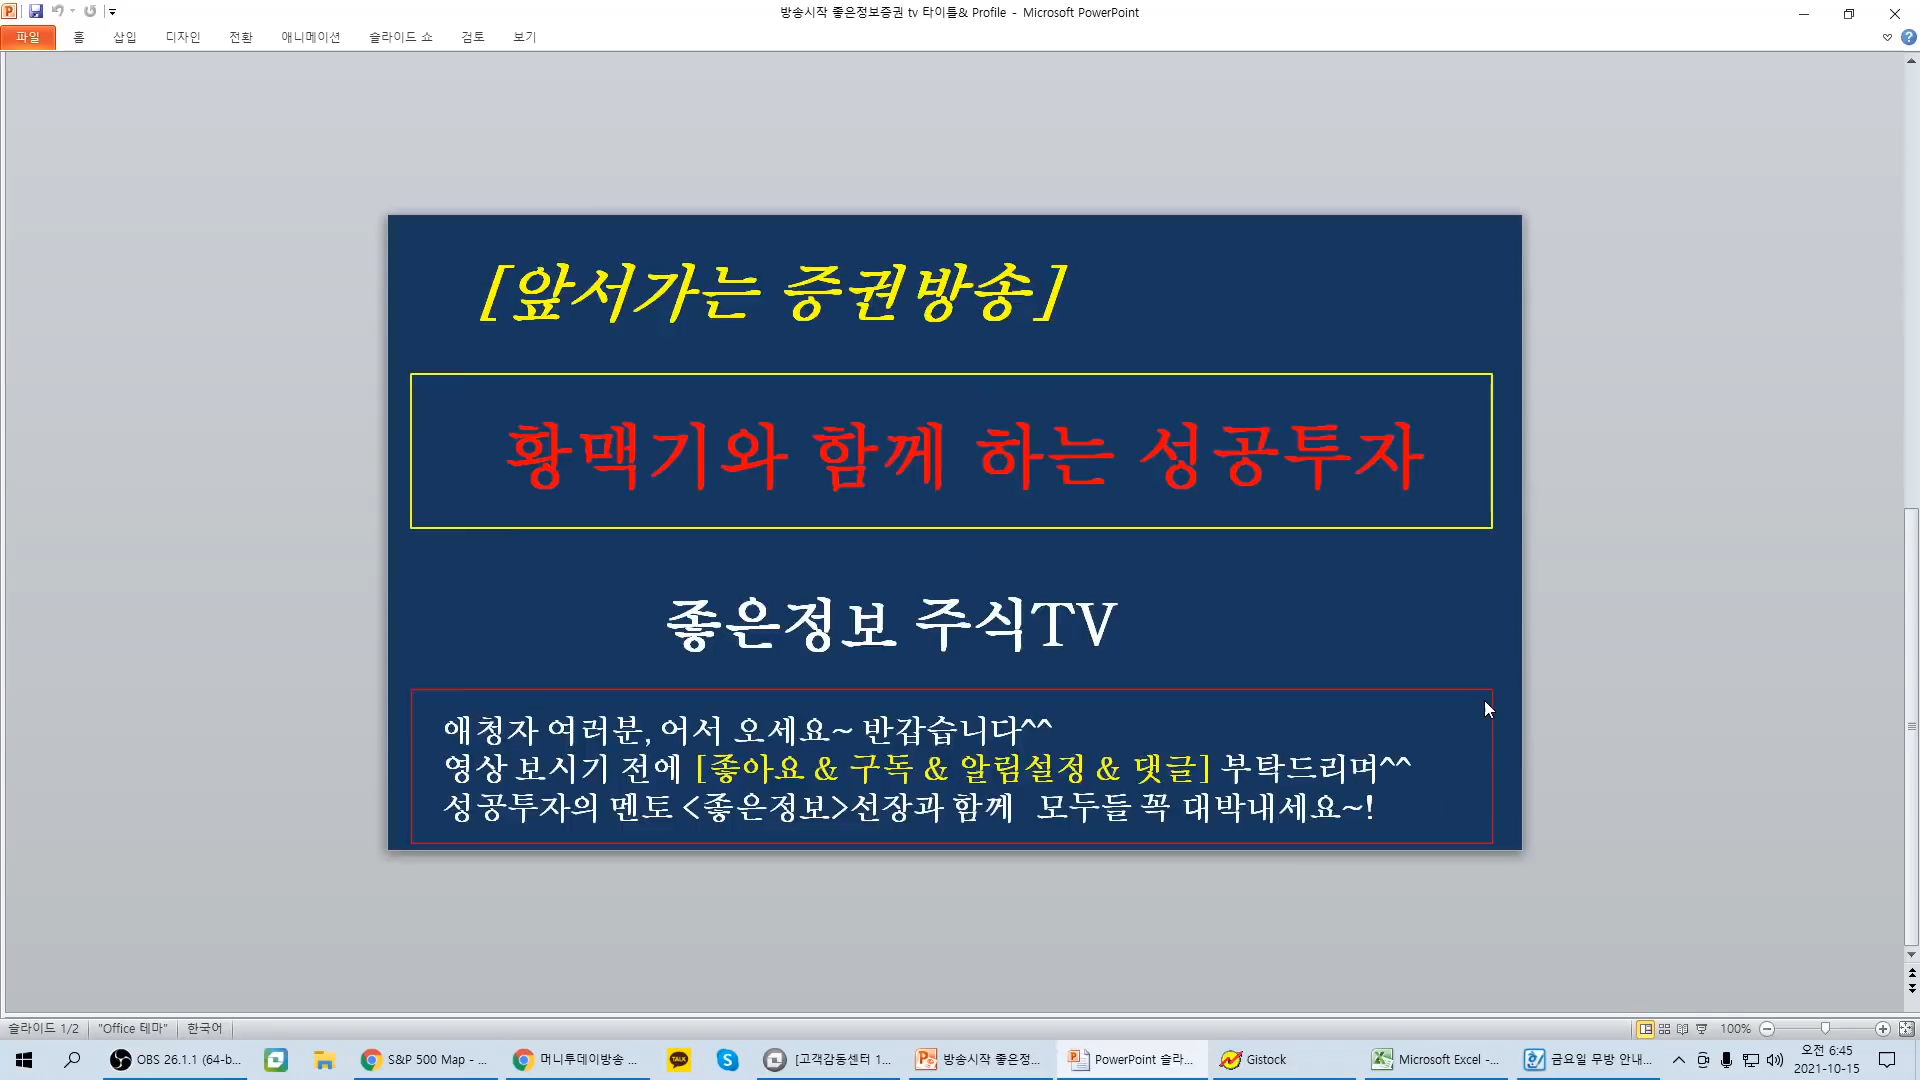 방송시작 좋은정보증권 tv 타이틀& Profile - Microsoft PowerPoint
파일 홈 삽입 디자인 전환 애니메이션 슬라이드 쇼 검토 보기
[앞서가는 증권방송]
황맥기와 함께 하는 성공투자
좋은정보 주식TV
애청자 여러분, 어서 오세요~ 반갑습니다^^
영상 보시기 전에 [좋아요 & 구독 & 알림설정 & 댓글] 부탁드리며^^
성공투자의 멘토 <좋은정보>선장과 함께 모두들 꼭 대박내세요~!
슬라이드 1/2 "Office 테마" 한국어 100%
OBS 26.1.1 (64-b... S&P 500 Map - ... 머니투데이방송 ... TALK [고객감동센터 1... 방송시작 좋은정... PowerPoint 슬라... Gistock Microsoft Excel -... 금요일 무방 안내... 오전 6:45
2021-10-15